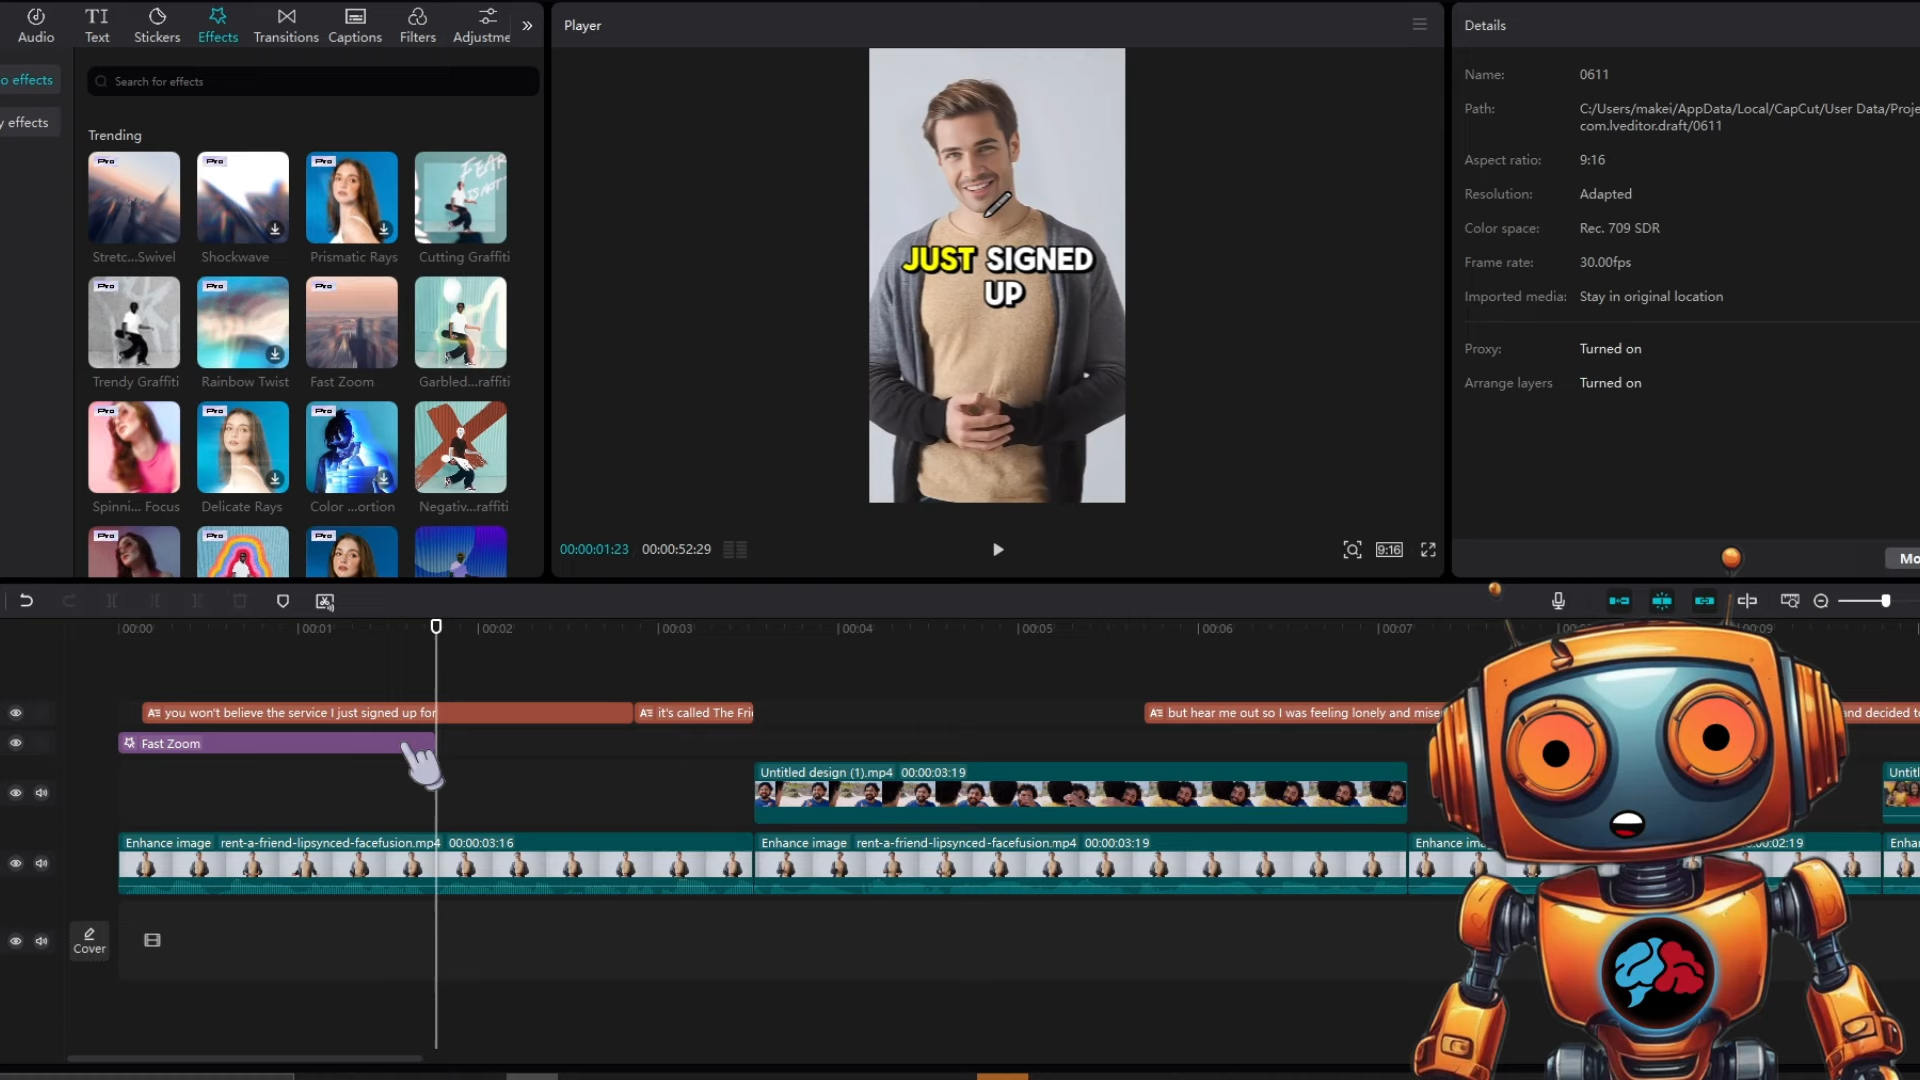 Audio
Text
Stickers
Effects
Transitions
Captions
Filters
Adjustme
o effects
y effects
Search for effects
Trending
Pro
Pro
Pro
FEAR
IS NOT
Stretc...Swivel
Shockwave
Prismatic Rays
Cutting Graffiti
Pro
Pro
Pro
Trendy Graffiti
Rainbow Twist
Fast Zoom
Garbled...raffiti
Pro
Pro
Pro
Spinni... Focus
Delicate Rays
Color ...ortion
Negativ...raffiti
Pro
Pro
Player
JUST SIGNED
UP
00:00:01:23
00:00:52:29
9:16
Details
Name: 0611
Path: C:/Users/makei/AppData/Local/CapCut/User Data/Proje
com.lveditor.draft/0611
Aspect ratio: 9:16
Resolution: Adapted
Color space: Rec. 709 SDR
Frame rate: 30.00fps
Imported media: Stay in original location
Proxy: Turned on
Arrange layers Turned on
Mo
00:00
00:01
00:02
00:03
00:04
00:05
00:06
00:07
00:09
you won't believe the service I just signed up for
it's called The Frie
but hear me out so I was feeling lonely and mise
and decided to
Fast Zoom
Untitled design (1).mp4 00:00:03:19
Untitl
Enhance image rent-a-friend-lipsynced-facefusion.mp4 00:00:03:16
Enhance image rent-a-friend-lipsynced-facefusion.mp4 00:00:03:19
Enhance ima
:02:19
Enhan
Cover